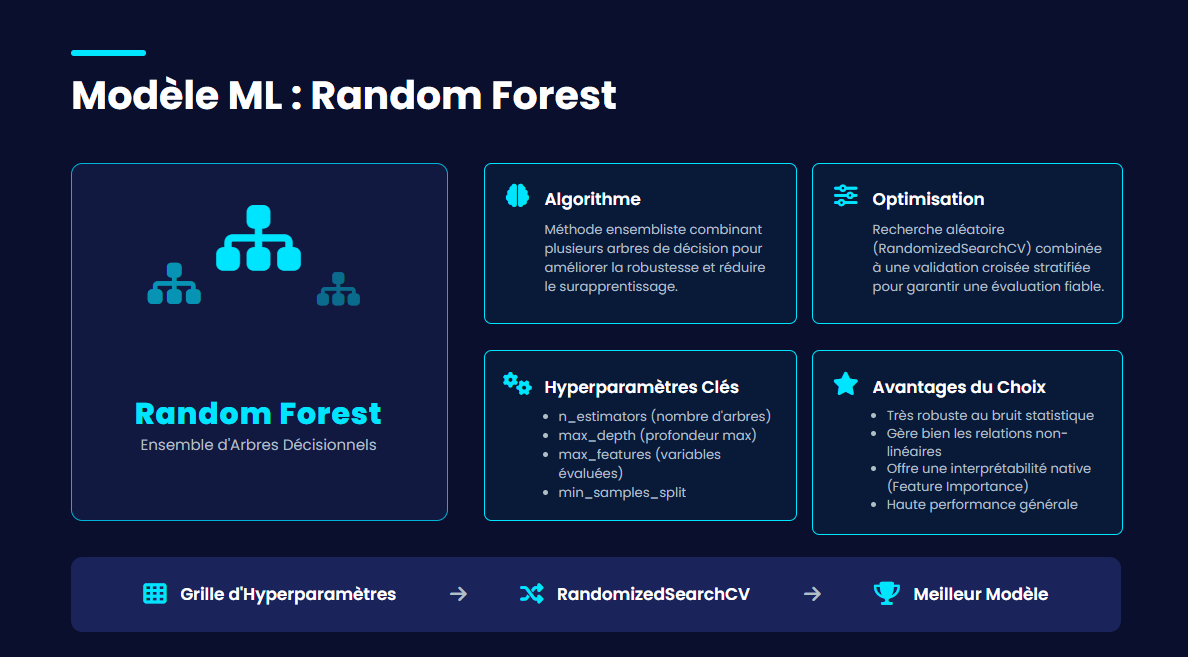 Modèle ML : Random Forest
Random Forest
Ensemble d'Arbres Décisionnels
Algorithme
Méthode ensembliste combinant
plusieurs arbres de décision pour
améliorer la robustesse et réduire
le surapprentissage.
Optimisation
Recherche aléatoire
(RandomizedSearchCV) combinée
à une validation croisée stratifiée
pour garantir une évaluation fiable.
Hyperparamètres Clés
• n_estimators (nombre d'arbres)
• max_depth (profondeur max)
• max_features (variables
évaluées)
• min_samples_split
Avantages du Choix
• Très robuste au bruit statistique
• Gère bien les relations non-
linéaires
• Offre une interprétabilité native
(Feature Importance)
• Haute performance générale
Grille d'Hyperparamètres → RandomizedSearchCV → Meilleur Modèle